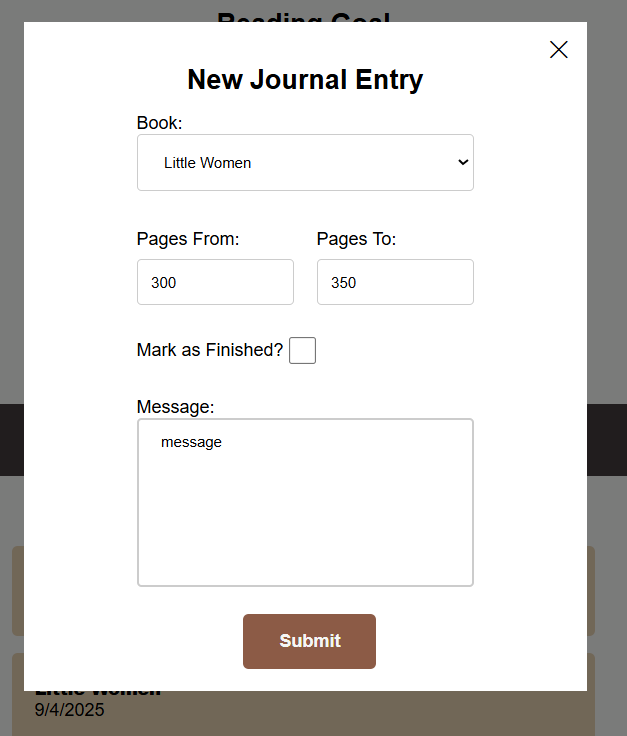 Reading Goal
New Journal Entry
Book:
Little Women
Pages From: Pages To:
300 350
Mark as Finished?
Message:
message
Submit
Little Women
9/4/2025